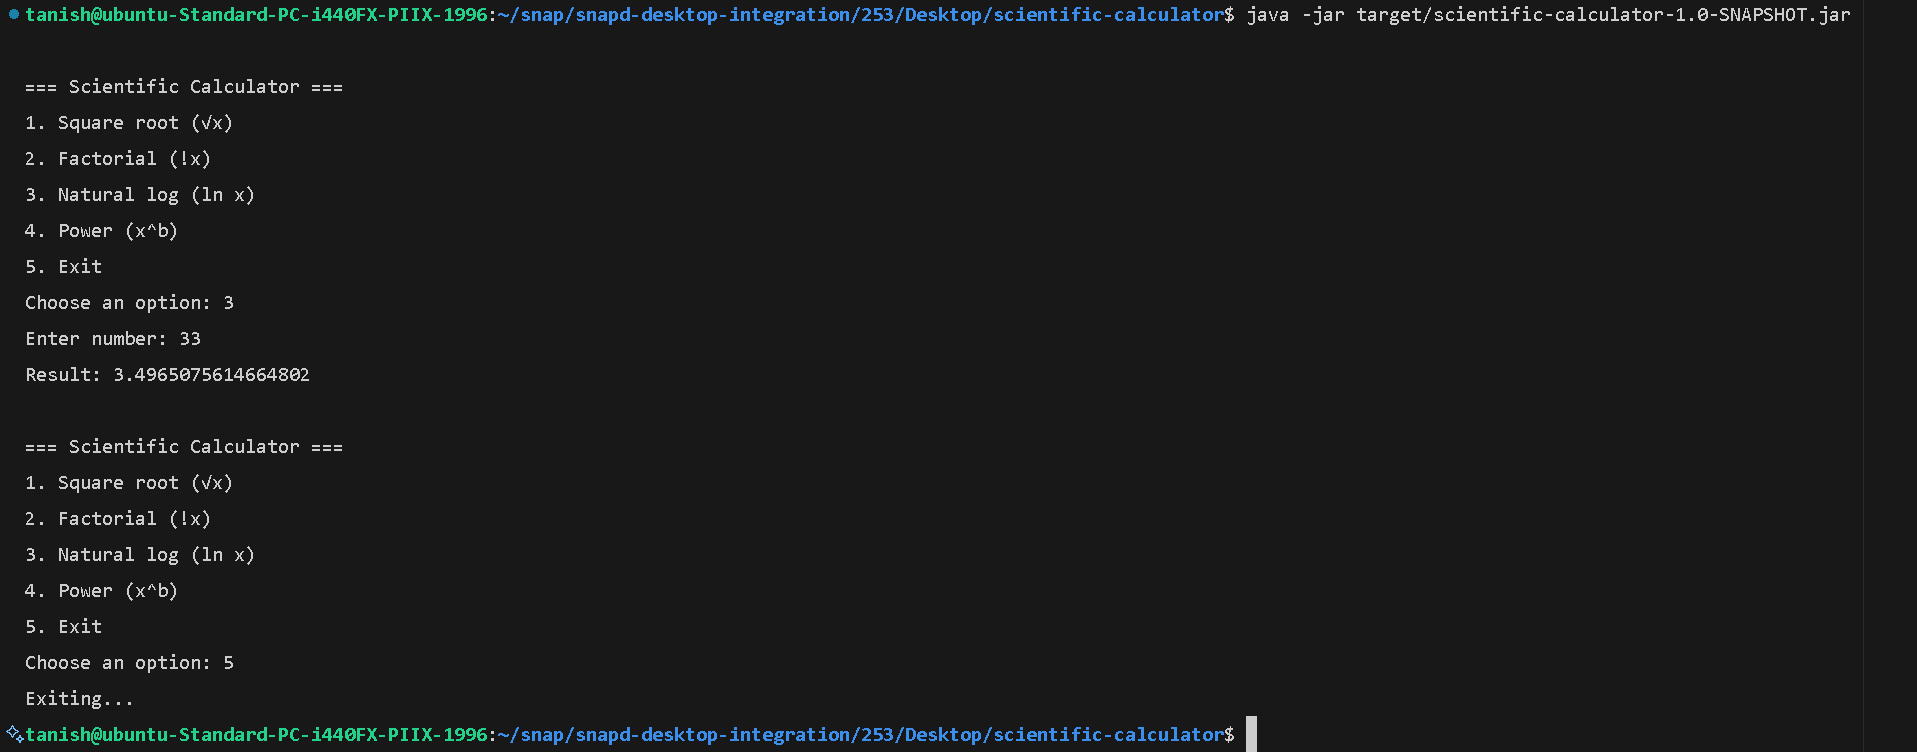 tanish@ubuntu-Standard-PC-i440FX-PIIX-1996:~/snap/snapd-desktop-integration/253/Desktop/scientific-calculator$ java -jar target/scientific-calculator-1.0-SNAPSHOT.jar
=== Scientific Calculator ===
1. Square root (√x)
2. Factorial (!x)
3. Natural log (ln x)
4. Power (x^b)
5. Exit
Choose an option: 3
Enter number: 33
Result: 3.4965075614664802
=== Scientific Calculator ===
1. Square root (√x)
2. Factorial (!x)
3. Natural log (ln x)
4. Power (x^b)
5. Exit
Choose an option: 5
Exiting...
tanish@ubuntu-Standard-PC-i440FX-PIIX-1996:~/snap/snapd-desktop-integration/253/Desktop/scientific-calculator$